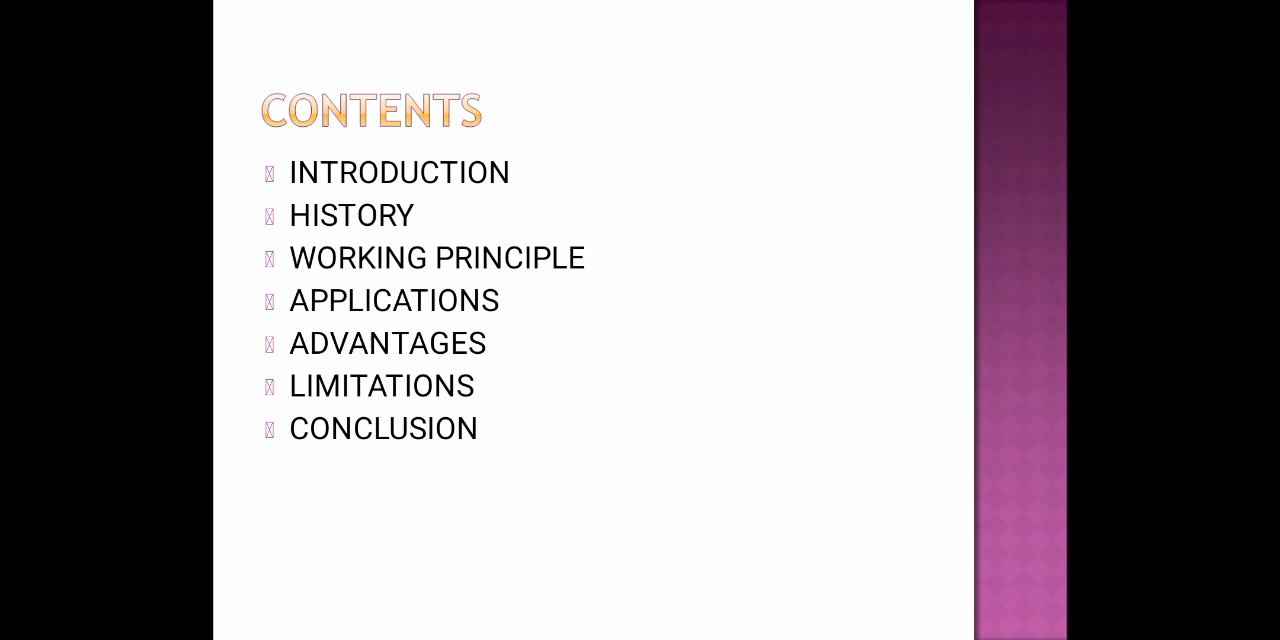 CONTENTS
INTRODUCTION
HISTORY
WORKING PRINCIPLE
APPLICATIONS
ADVANTAGES
LIMITATIONS
CONCLUSION